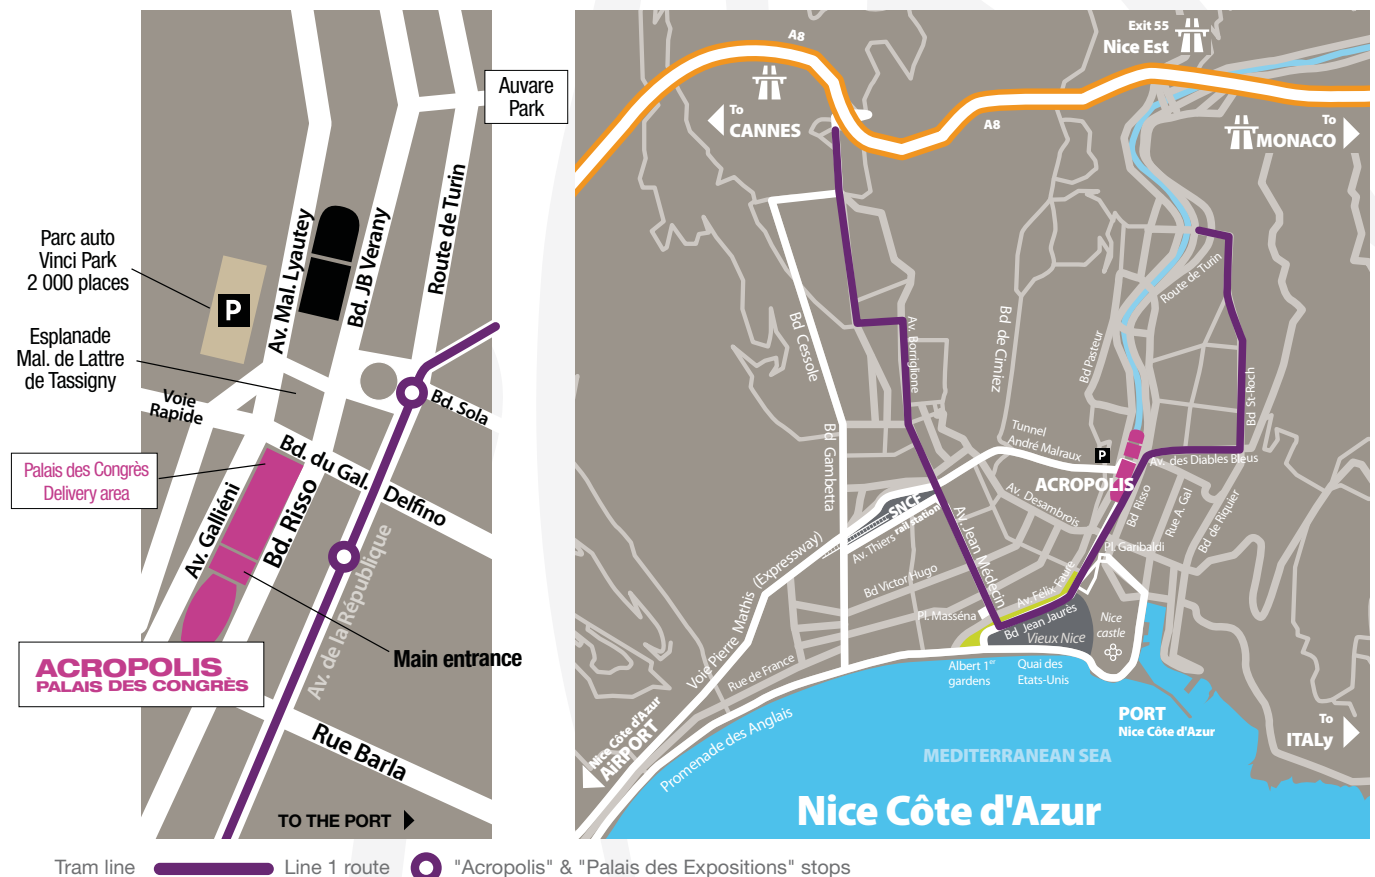 Auvare
Park
Parc auto
Vinci Park
2 000 places
P
Esplanade
Mal. de Lattre
de Tassigny
Av. Mal. Lyautey
Bd. JB Verany
Route de Turin
Voie
Rapide
Bd. Sola
Palais des Congrès
Delivery area
Bd. du Gal. Delfino
Av. Galliéni
Bd. Risso
Av. de la République
Main entrance
ACROPOLIS
PALAIS DES CONGRÈS
Rue Barla
TO THE PORT
A8
Exit 55
Nice Est
To
CANNES
A8
To
MONACO
Route de Turin
Bd Cessole
Av. Borriglione
Bd de Cimiez
Bd Pasteur
Bd St-Roch
Bd Gambetta
Tunnel
André Malraux
P
Av. des Diables Bleus
ACROPOLIS
SNCF
rail station
Av. Thiers
Av. Jean Médecin
Av. Desambrois
Bd Risso
Rue A. Gal
Bd de Riquier
Pl. Garibaldi
Voie Pierre Mathis (Expressway)
Bd Victor Hugo
Av. Félix Faure
Pl. Masséna
Bd Jean Jaurès
Vieux Nice
Nice
castle
Rue de France
Albert 1er
gardens
Quai des
Etats-Unis
Nice Côte d'Azur
AiRPORT
Promenade des Anglais
PORT
Nice Côte d'Azur
To
ITALy
MEDITERRANEAN SEA
Nice Côte d'Azur
Tram line Line 1 route "Acropolis" & "Palais des Expositions" stops